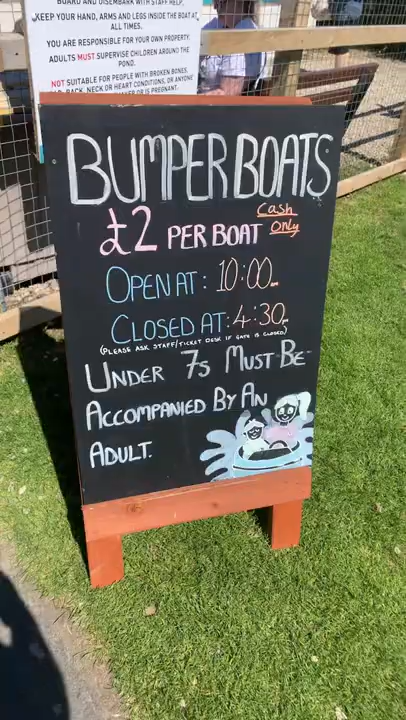 BOARD AND DISEMBARK WITH STAFF HELP.
KEEP YOUR HAND, ARMS AND LEGS INSIDE THE BOAT AT
ALL TIMES.
YOU ARE RESPONSIBLE FOR YOUR OWN PROPERTY.
ADULTS MUST SUPERVISE CHILDREN AROUND THE
POND.
NOT SUITABLE FOR PEOPLE WITH BROKEN BONES,
BACK, NECK OR HEART CONDITIONS, OR ANYONE
IS PREGNANT.
BUMPER BOATS
£2 PER BOAT Cash Only
OPEN AT: 10:00am
CLOSED AT: 4:30pm
(PLEASE ASK STAFF/TICKET DESK IF GATE IS CLOSED)
UNDER 7s MUST BE
ACCOMPANIED BY AN
ADULT.